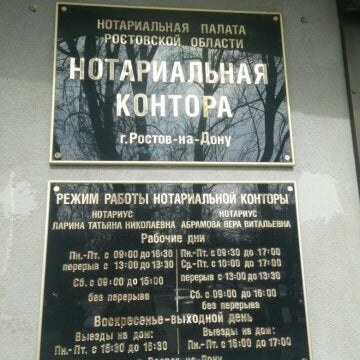 НОТАРИАЛЬНАЯ ПАЛАТА
РОСТОВСКОЙ ОБЛАСТИ
НОТАРИАЛЬНАЯ
КОНТОРА
г.Ростов-на-Дону
РЕЖИМ РАБОТЫ НОТАРИАЛЬНОЙ КОНТОРЫ
НОТАРИУС НОТАРИУС
ЛАРИНА ТАТЬЯНА НИКОЛАЕВНА АБРАМОВА ВЕРА ВИТАЛЬЕВНА
Рабочие дни
Пн.-Пт. с 09:00 до 16:30 Пн.-Пт. с 09:30 до 17:00
перерыв с 13:00 до 13:30 Ср.-Пт. с 10:00 до 17:00
перерыв с 13:00 до 13:30
Сб. с 09:00 до 15:00
Сб. с 09:00 до 16:00
без перерыва
без перерыва
Воскресенье-выходной день
Выезды на дом: Выезды на дом:
Пн.-Пт. с 15:30 до 16:30 Пн.-Пт. с 16:00 до 17:00